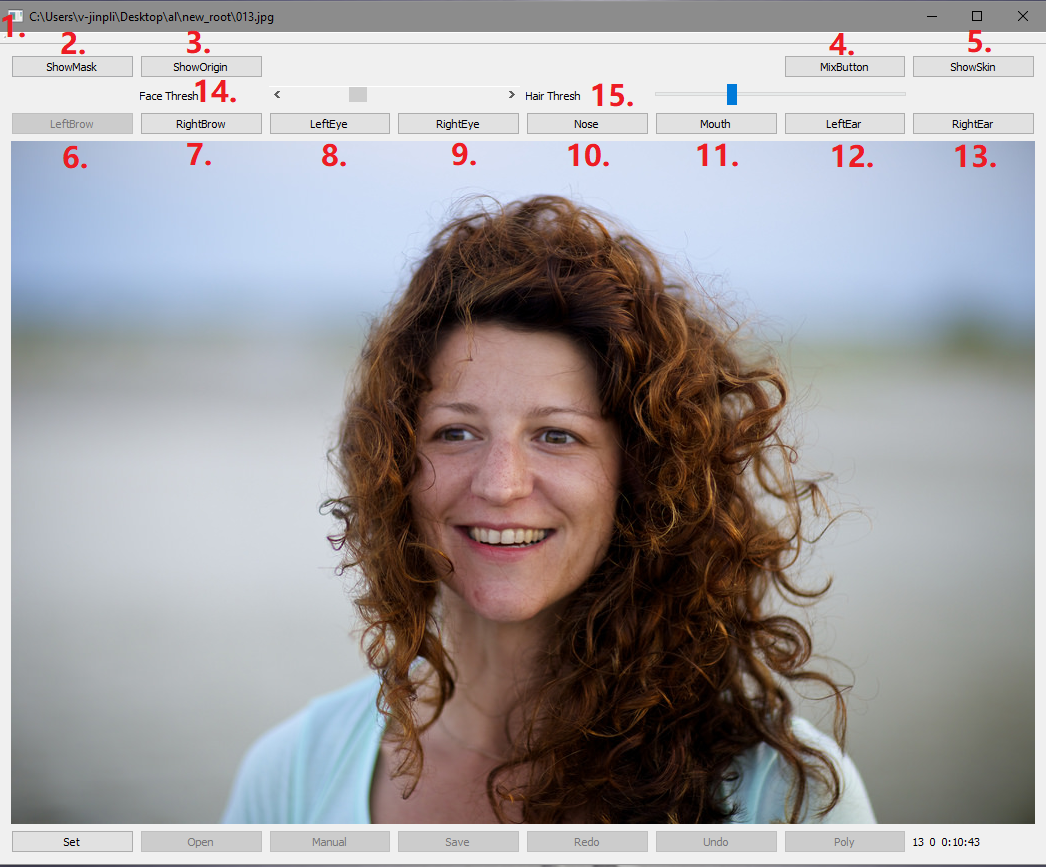 C:\Users\v-jinpli\Desktop\al\new_root\013.jpg
1.
2. 3. 4. 5.
ShowMask ShowOrigin MixButton ShowSkin
Face Thresh 14. < > Hair Thresh 15.
LeftBrow RightBrow LeftEye RightEye Nose Mouth LeftEar RightEar
6. 7. 8. 9. 10. 11. 12. 13.
Set Open Manual Save Redo Undo Poly 13 0 0:10:43